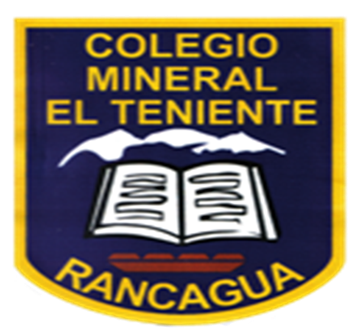 COLEGIO
MINERAL
EL TENIENTE
RANCAGUA